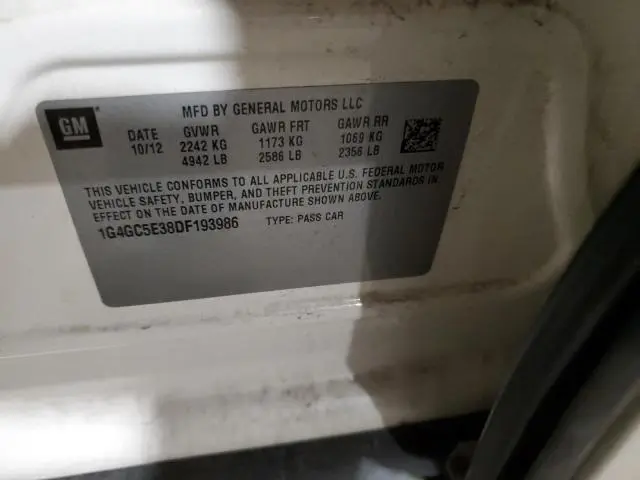 GM
MFD BY GENERAL MOTORS LLC
DATE GVWR GAWR FRT GAWR RR
10/12 2242 KG 1173 KG 1069 KG
4942 LB 2586 LB 2356 LB
THIS VEHICLE CONFORMS TO ALL APPLICABLE U.S. FEDERAL MOTOR
VEHICLE SAFETY, BUMPER, AND THEFT PREVENTION STANDARDS IN
EFFECT ON THE DATE OF MANUFACTURE SHOWN ABOVE.
1G4GC5E38DF193986 TYPE: PASS CAR